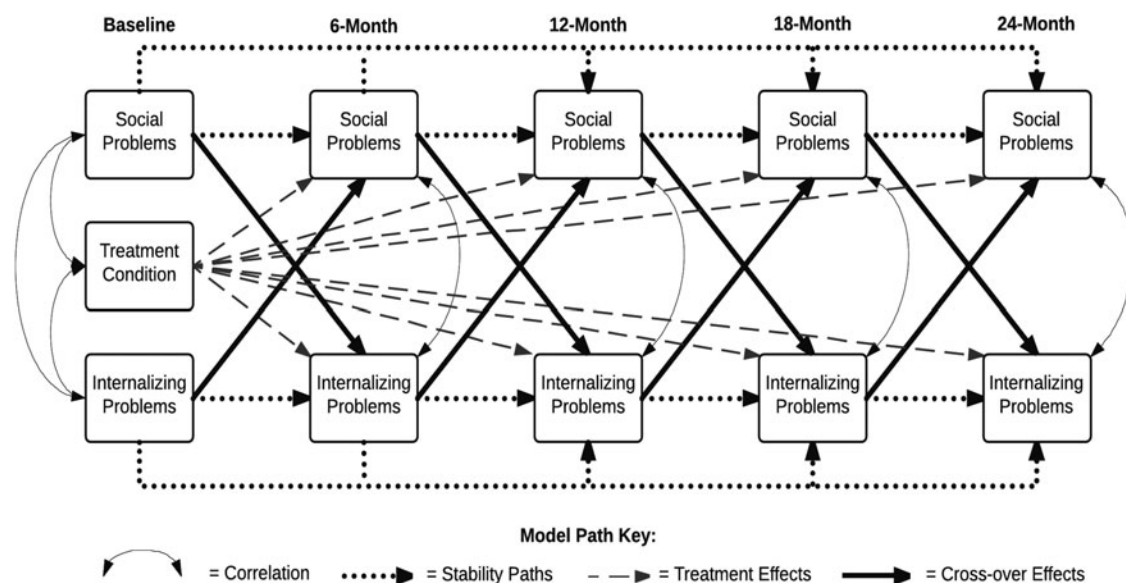 Baseline 6-Month 12-Month 18-Month 24-Month
Social Problems
Social Problems
Social Problems
Social Problems
Social Problems
Treatment Condition
Internalizing Problems
Internalizing Problems
Internalizing Problems
Internalizing Problems
Internalizing Problems
Model Path Key:
= Correlation = Stability Paths = Treatment Effects = Cross-over Effects